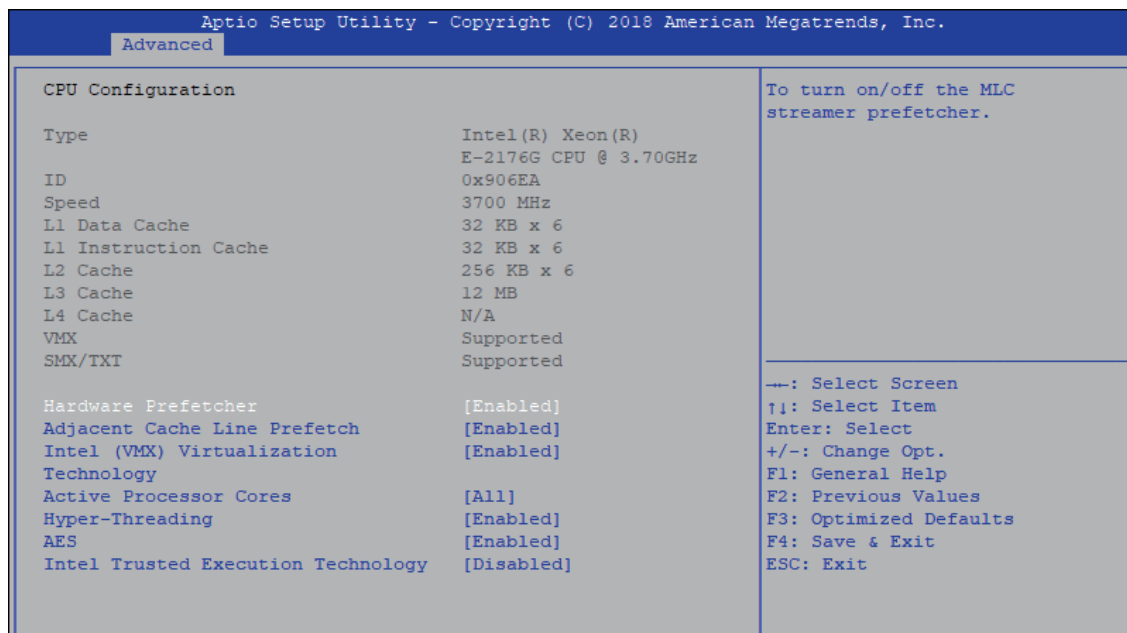 Aptio Setup Utility - Copyright (C) 2018 American Megatrends, Inc.
Advanced
CPU Configuration
Type Intel(R) Xeon(R)
E-2176G CPU @ 3.70GHz
ID 0x906EA
Speed 3700 MHz
L1 Data Cache 32 KB x 6
L1 Instruction Cache 32 KB x 6
L2 Cache 256 KB x 6
L3 Cache 12 MB
L4 Cache N/A
VMX Supported
SMX/TXT Supported
Hardware Prefetcher [Enabled]
Adjacent Cache Line Prefetch [Enabled]
Intel (VMX) Virtualization [Enabled]
Technology
Active Processor Cores [All]
Hyper-Threading [Enabled]
AES [Enabled]
Intel Trusted Execution Technology [Disabled]
To turn on/off the MLC
streamer prefetcher.
→←: Select Screen
↑↓: Select Item
Enter: Select
+/-: Change Opt.
F1: General Help
F2: Previous Values
F3: Optimized Defaults
F4: Save & Exit
ESC: Exit